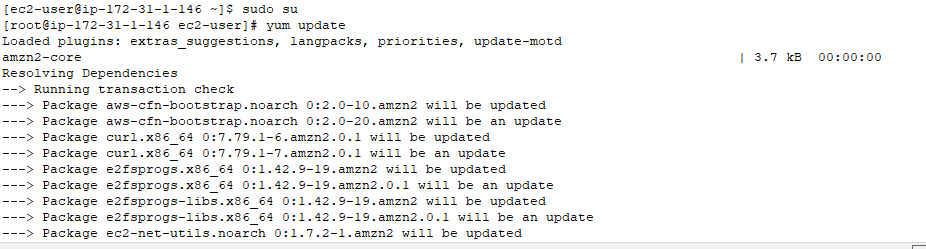 [ec2-user@ip-172-31-1-146 ~]$ sudo su
[root@ip-172-31-1-146 ec2-user]# yum update
Loaded plugins: extras_suggestions, langpacks, priorities, update-motd
amzn2-core | 3.7 kB 00:00:00
Resolving Dependencies
--> Running transaction check
---> Package aws-cfn-bootstrap.noarch 0:2.0-10.amzn2 will be updated
---> Package aws-cfn-bootstrap.noarch 0:2.0-20.amzn2 will be an update
---> Package curl.x86_64 0:7.79.1-6.amzn2.0.1 will be updated
---> Package curl.x86_64 0:7.79.1-7.amzn2.0.1 will be an update
---> Package e2fsprogs.x86_64 0:1.42.9-19.amzn2 will be updated
---> Package e2fsprogs.x86_64 0:1.42.9-19.amzn2.0.1 will be an update
---> Package e2fsprogs-libs.x86_64 0:1.42.9-19.amzn2 will be updated
---> Package e2fsprogs-libs.x86_64 0:1.42.9-19.amzn2.0.1 will be an update
---> Package ec2-net-utils.noarch 0:1.7.2-1.amzn2 will be updated